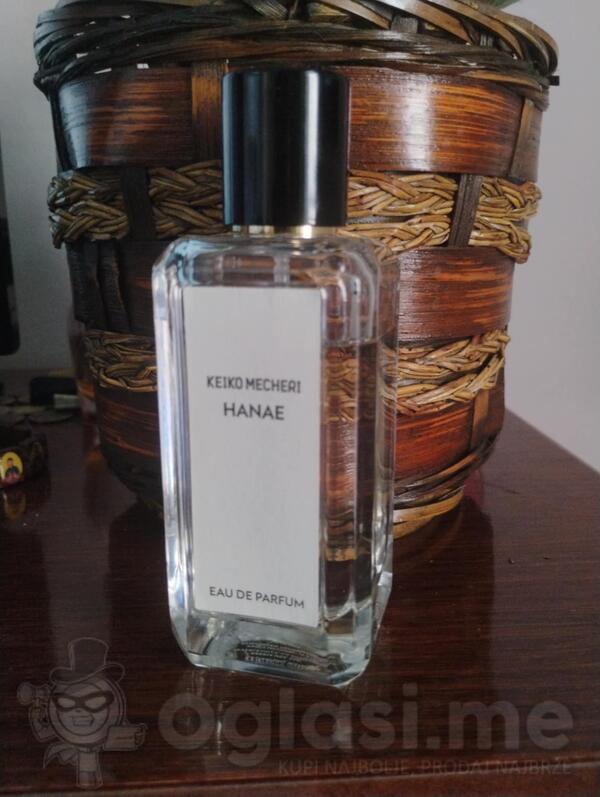 KEIKO MECHERI
HANAE
EAU DE PARFUM
Oglasi.me
KUPI NAJBOLJE, PRODAJ NAJBRŽE